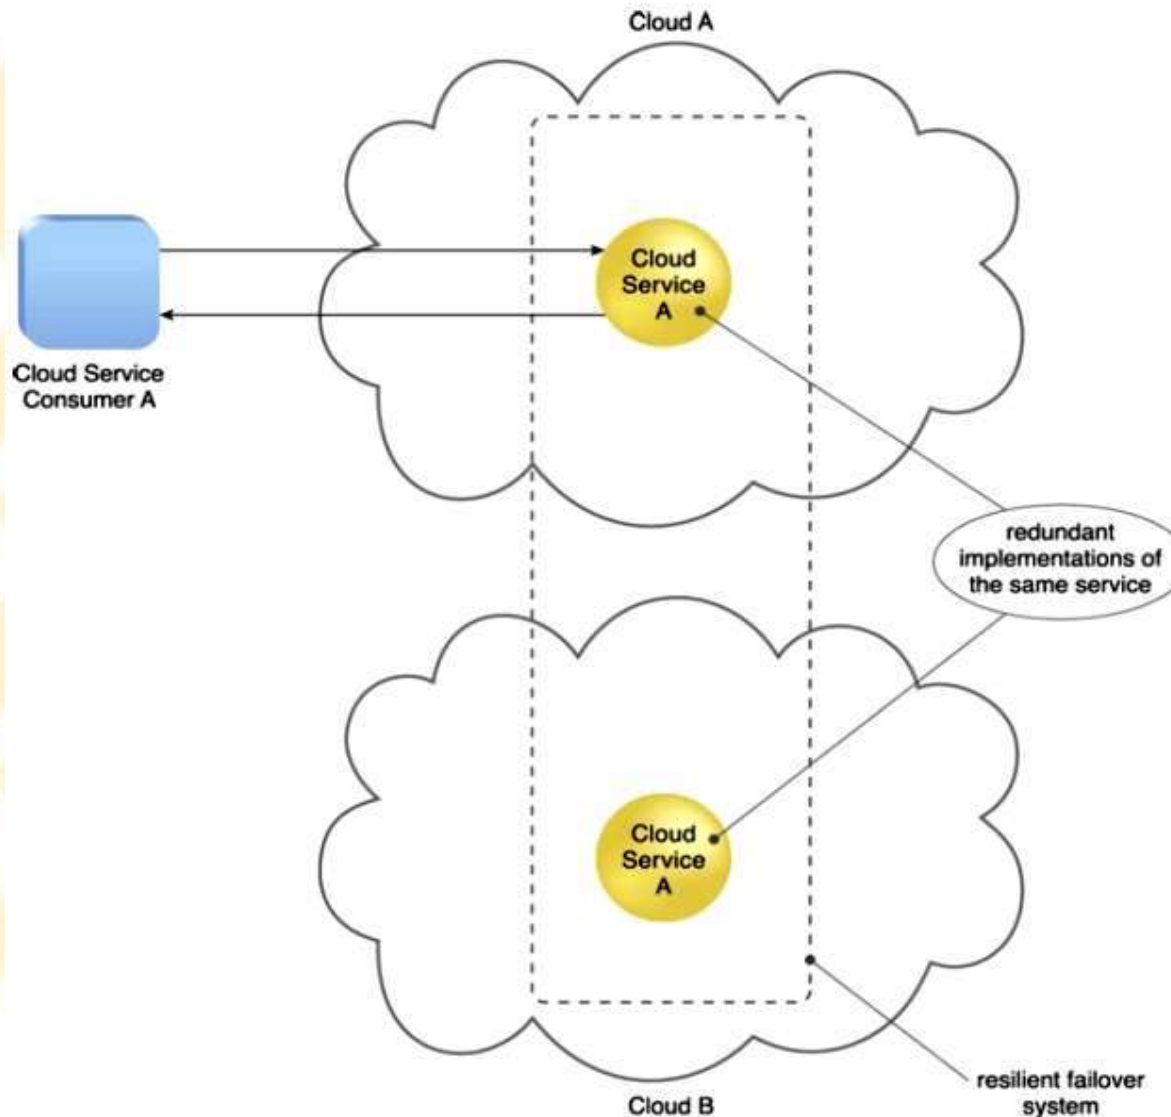 Cloud A
Cloud
Service
A
Cloud Service
Consumer A
redundant
implementations of
the same service
Cloud
Service
A
resilient failover
system
Cloud B